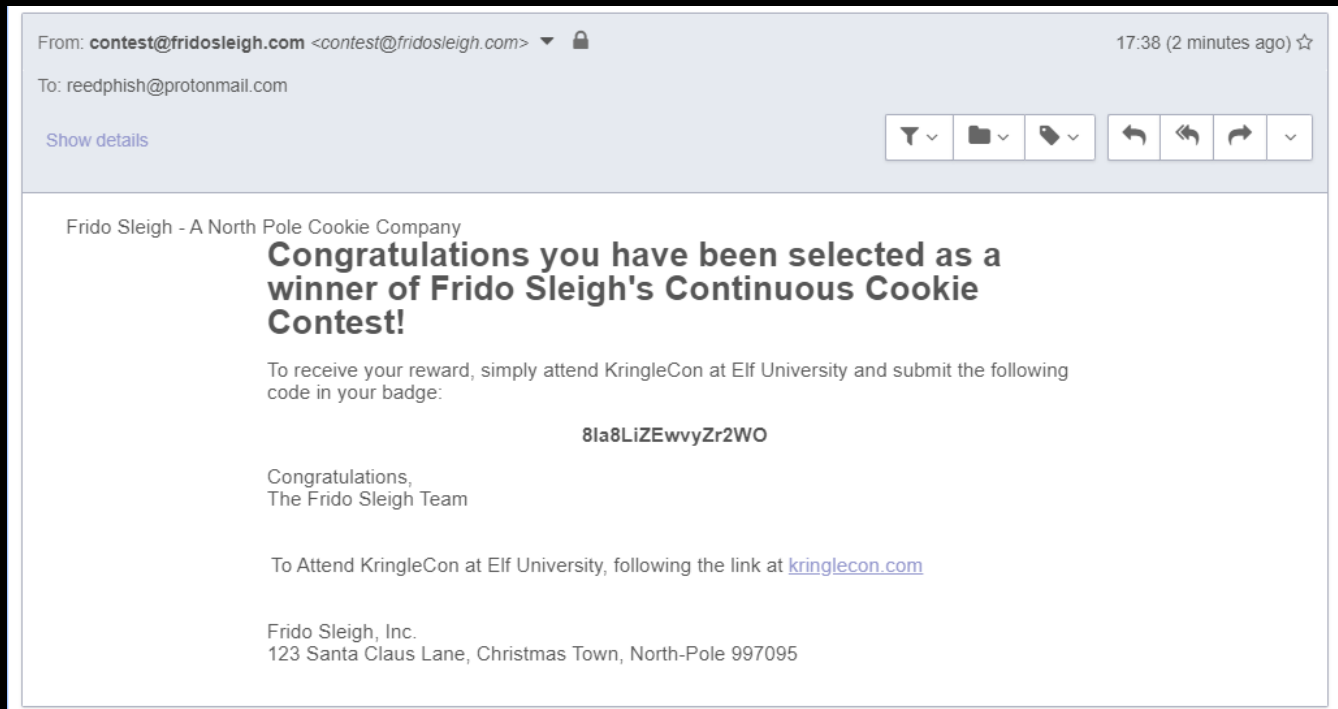 From: contest@fridosleigh.com <contest@fridosleigh.com>
17:38 (2 minutes ago)
To: reedphish@protonmail.com
Show details
Frido Sleigh - A North Pole Cookie Company
Congratulations you have been selected as a
winner of Frido Sleigh's Continuous Cookie
Contest!
To receive your reward, simply attend KringleCon at Elf University and submit the following
code in your badge:
8Ia8LiZEwvyZr2WO
Congratulations,
The Frido Sleigh Team
To Attend KringleCon at Elf University, following the link at kringlecon.com
Frido Sleigh, Inc.
123 Santa Claus Lane, Christmas Town, North-Pole 997095